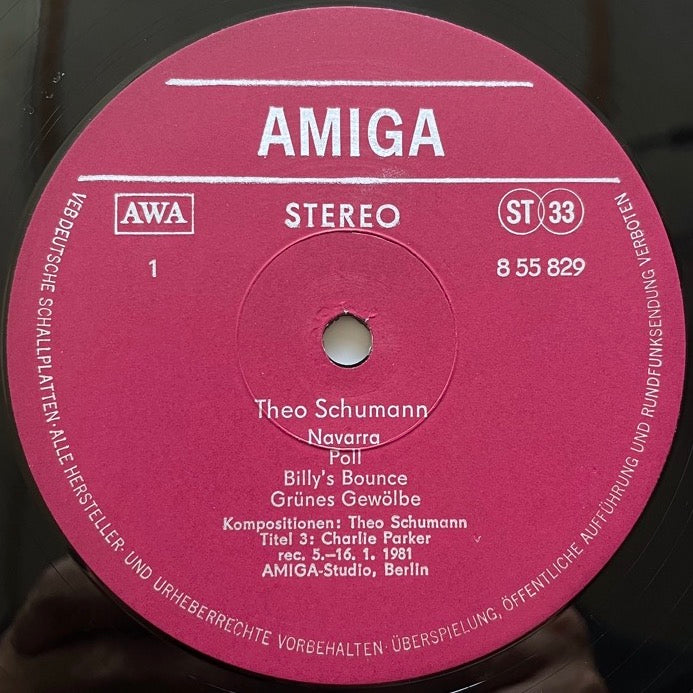 AMIGA
AWA
STEREO
ST 33
1
8 55 829
Theo Schumann
Navarra
Poll
Billy's Bounce
Grünes Gewölbe
Kompositionen: Theo Schumann
Titel 3: Charlie Parker
rec. 5.–16. 1. 1981
AMIGA-Studio, Berlin
VEB DEUTSCHE SCHALLPLATTEN · ALLE HERSTELLER- UND URHEBERRECHTE VORBEHALTEN · ÜBERSPIELUNG, ÖFFENTLICHE AUFFÜHRUNG UND RUNDFUNKSENDUNG VERBOTEN